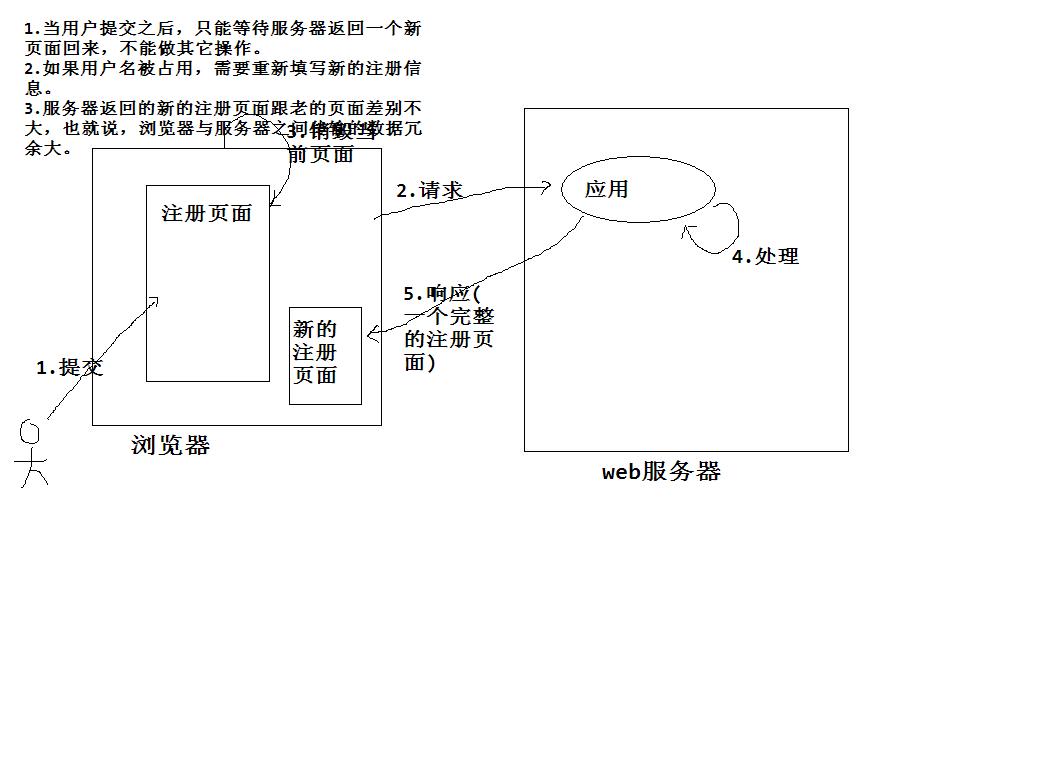 1.当用户提交之后，只能等待服务器返回一个新
页面回来，不能做其它操作。
2.如果用户名被占用，需要重新填写新的注册信
息。
3.服务器返回的新的注册页面跟老的页面差别不
大，也就说，浏览器与服务器之间传输的数据冗
余大。
3.销毁当
前页面
注册页面
2.请求
应用
4.处理
5.响应(
一个完整
的注册页
面)
新的
注册
页面
1.提交
浏览器
web服务器